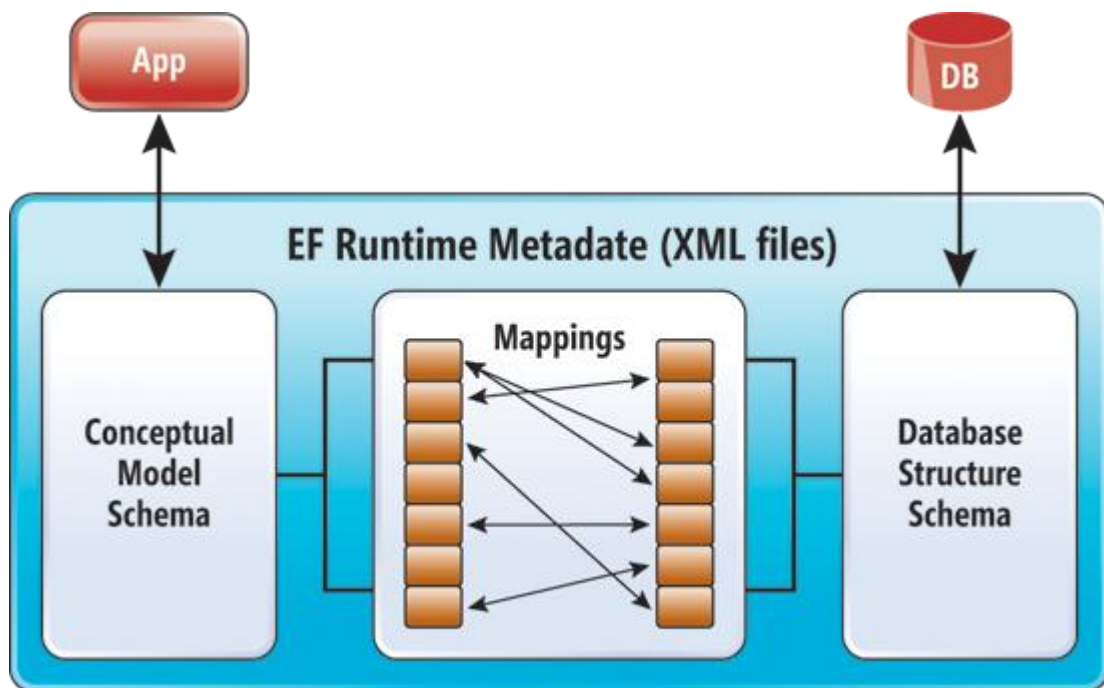 App
DB
EF Runtime Metadate (XML files)
Conceptual
Model
Schema
Mappings
Database
Structure
Schema